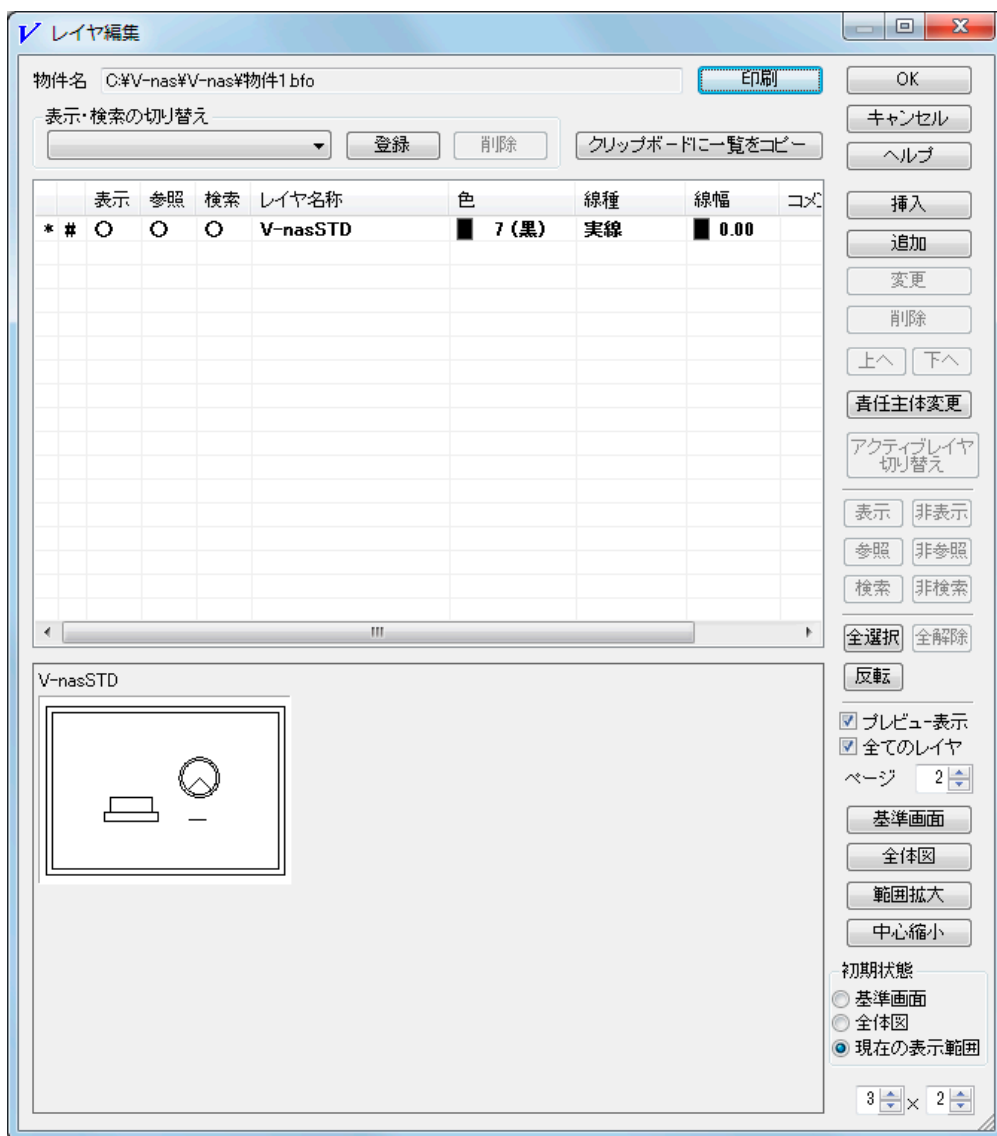 レイヤ編集
物件名 C:¥V-nas¥V-nas¥物件1.bfo 印刷
表示・検索の切り替え
登録 削除 クリップボードに一覧をコピー
表示 参照 検索 レイヤ名称 色 線種 線幅
* # ○ ○ ○ V-nasSTD 7 (黒) 実線 0.00
V-nasSTD
OK
キャンセル
ヘルプ
挿入
追加
変更
削除
上へ 下へ
責任主体変更
アクティブレイヤ
切り替え
表示 非表示
参照 非参照
検索 非検索
全選択 全解除
反転
プレビュー表示
全てのレイヤ
ページ 2
基準画面
全体図
範囲拡大
中心縮小
初期状態
基準画面
全体図
現在の表示範囲
3 × 2